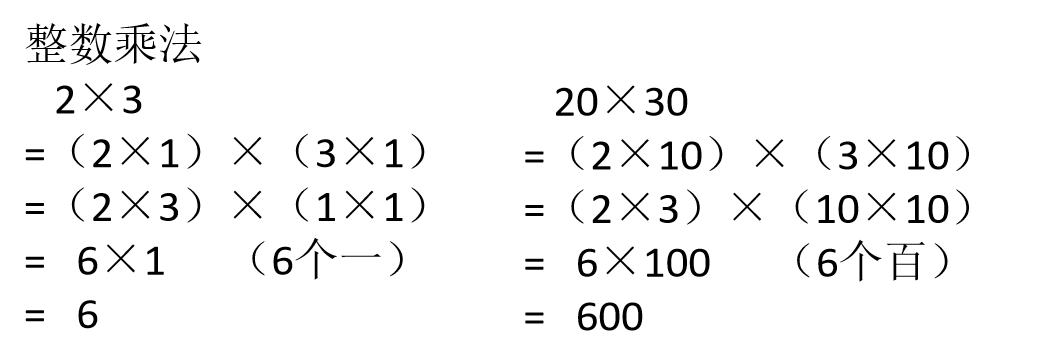 整数乘法
2×3
=（2×1）×（3×1）
=（2×3）×（1×1）
= 6×1 （6个一）
= 6
20×30
=（2×10）×（3×10）
=（2×3）×（10×10）
= 6×100 （6个百）
= 600